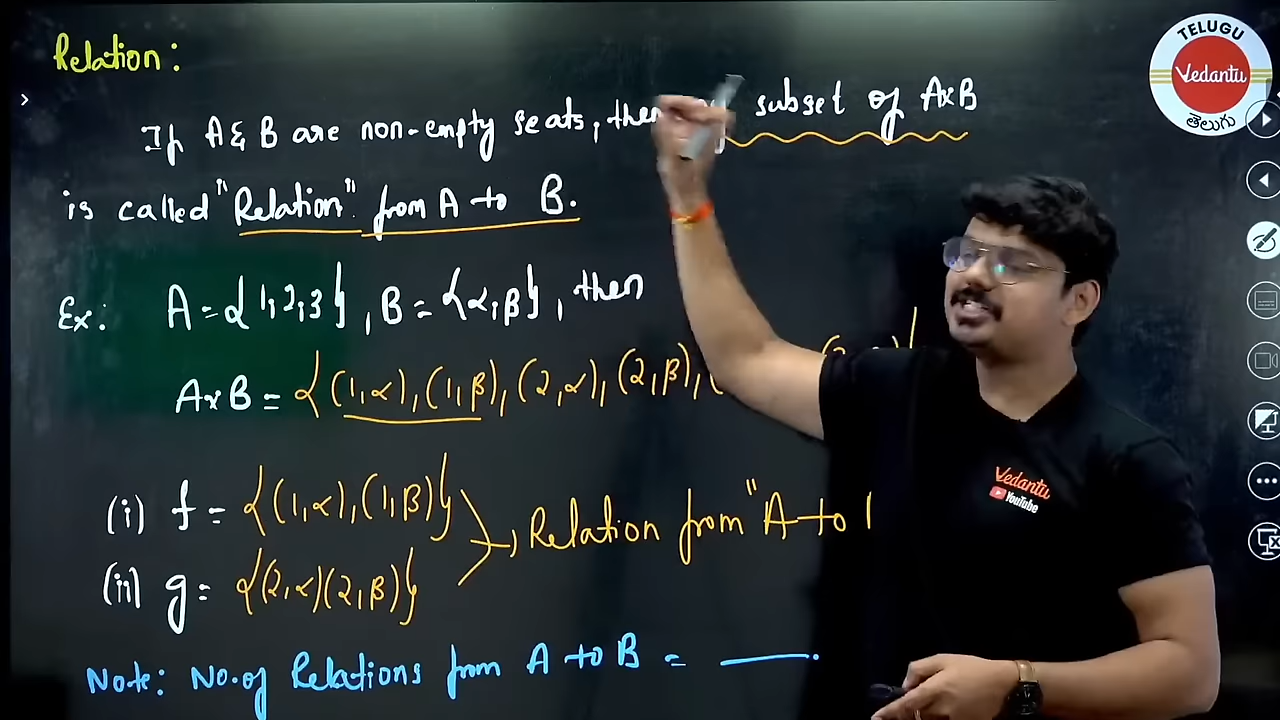 Relation:
If A & B are non-empty seats, then subset of A×B
is called "Relation" from A to B.
Ex: A = {1,2,3}, B = {α,β}, then
A×B = {(1,α), (1,β), (2,α), (2,β),
(i) f = {(1,α), (1,β)}
→ Relation from "A to
(ii) g = {(2,α)(2,β)}
Note: No. of Relations from A to B =
TELUGU
Vedantu
తెలుగు
Vedantu
YouTube